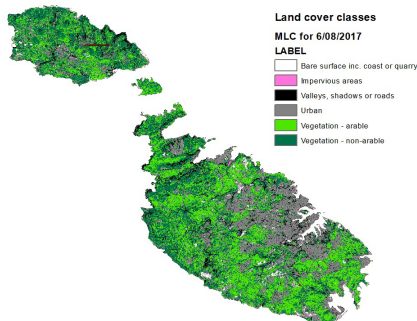 Land cover classes
MLC for 6/08/2017
LABEL
Bare surface inc. coast or quarry
Impervious areas
Valleys, shadows or roads
Urban
Vegetation - arable
Vegetation - non-arable